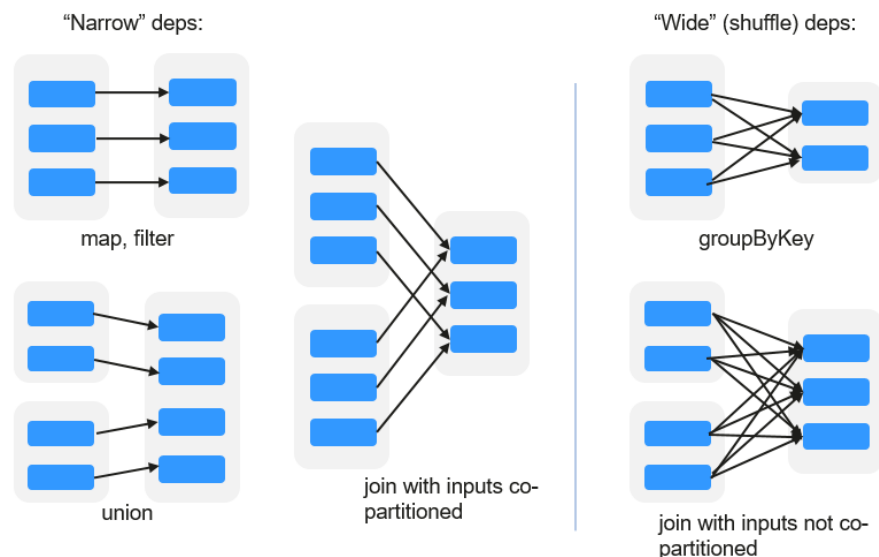 “Narrow” deps:
map, filter
union
join with inputs co-
partitioned
“Wide” (shuffle) deps:
groupByKey
join with inputs not co-
partitioned